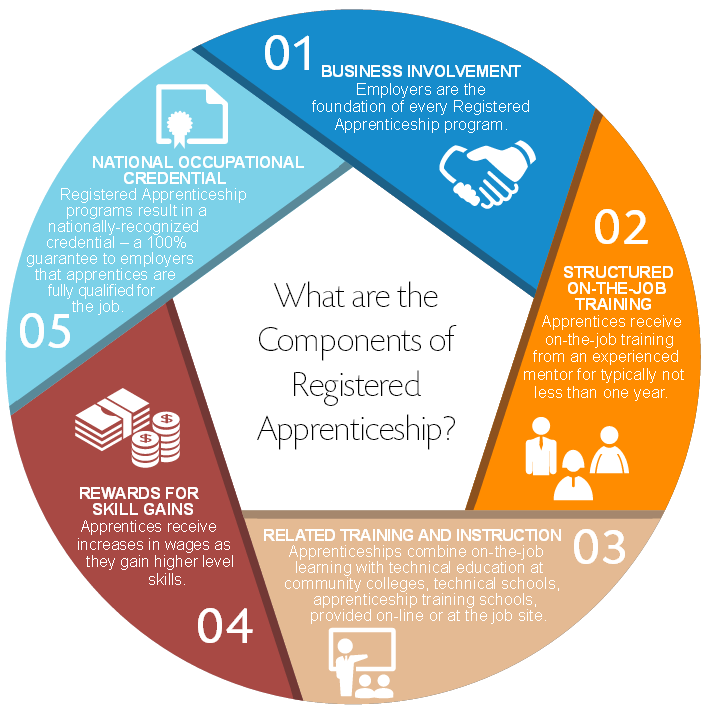 What are the
Components of
Registered
Apprenticeship?
01
BUSINESS INVOLVEMENT
Employers are the
foundation of every Registered
Apprenticeship program.
02
STRUCTURED
ON-THE-JOB
TRAINING
Apprentices receive
on-the-job training
from an experienced
mentor for typically not
less than one year.
RELATED TRAINING AND INSTRUCTION
03
Apprenticeships combine on-the-job
learning with technical education at
community colleges, technical schools,
apprenticeship training schools,
provided on-line or at the job site.
$
$
REWARDS FOR
SKILL GAINS
Apprentices receive
increases in wages as
they gain higher level
skills.
04
NATIONAL OCCUPATIONAL
CREDENTIAL
Registered Apprenticeship
programs result in a
nationally-recognized
credential – a 100%
guarantee to employers
that apprentices are
fully qualified for
the job.
05